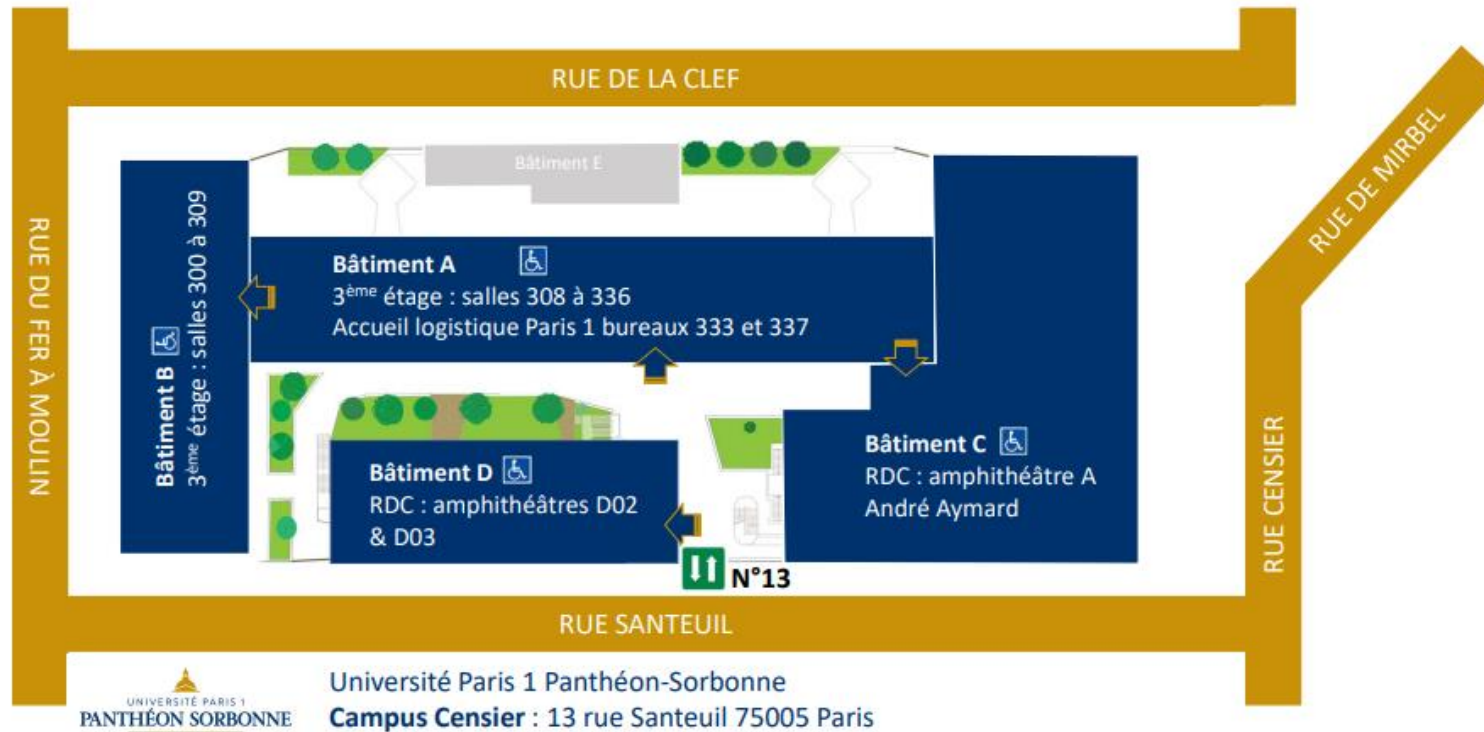 RUE DE LA CLEF
RUE DE MIRBEL
RUE DU FER À MOULIN
Bâtiment E
Bâtiment B
3ème étage : salles 300 à 309
Bâtiment A
3ème étage : salles 308 à 336
Accueil logistique Paris 1 bureaux 333 et 337
Bâtiment D
RDC : amphithéâtres D02
& D03
Bâtiment C
RDC : amphithéâtre A
André Aymard
RUE CENSIER
N°13
RUE SANTEUIL
UNIVERSITÉ PARIS 1
PANTHÉON SORBONNE
Université Paris 1 Panthéon-Sorbonne
Campus Censier : 13 rue Santeuil 75005 Paris